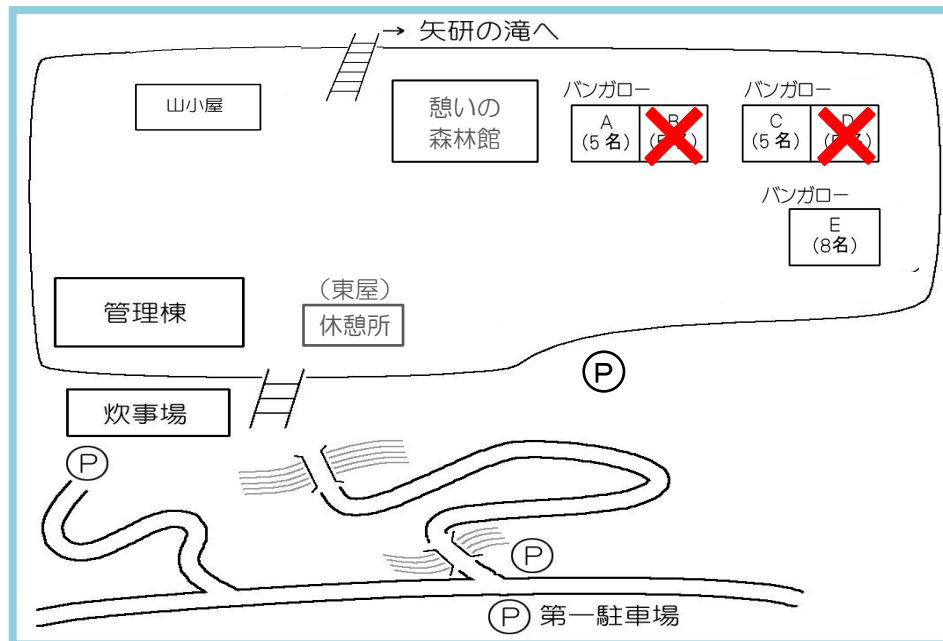 → 矢研の滝へ
山小屋
憩いの
森林館
バンガロー
A
(5名)
B
バンガロー
C
(5名)
D
バンガロー
E
(8名)
管理棟
（東屋）
休憩所
P
炊事場
P
P
P 第一駐車場